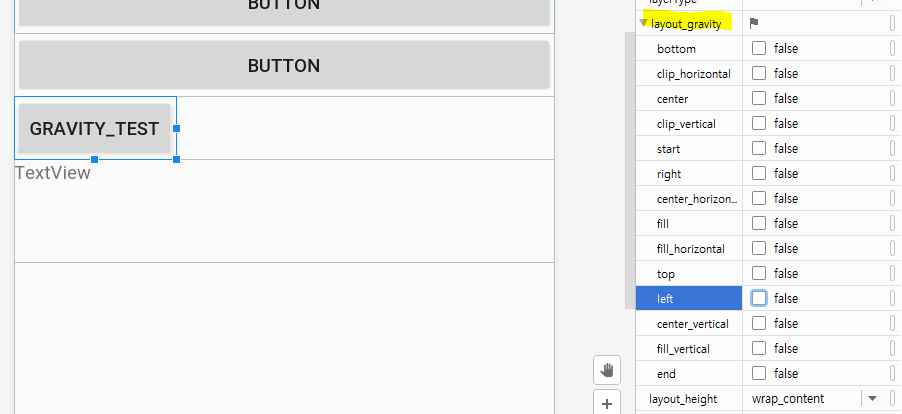 BUTTON
BUTTON
GRAVITY_TEST
TextView
layerType
layout_gravity
bottom false
clip_horizontal false
center false
clip_vertical false
start false
right false
center_horizon... false
fill false
fill_horizontal false
top false
left false
center_vertical false
fill_vertical false
end false
layout_height wrap_content